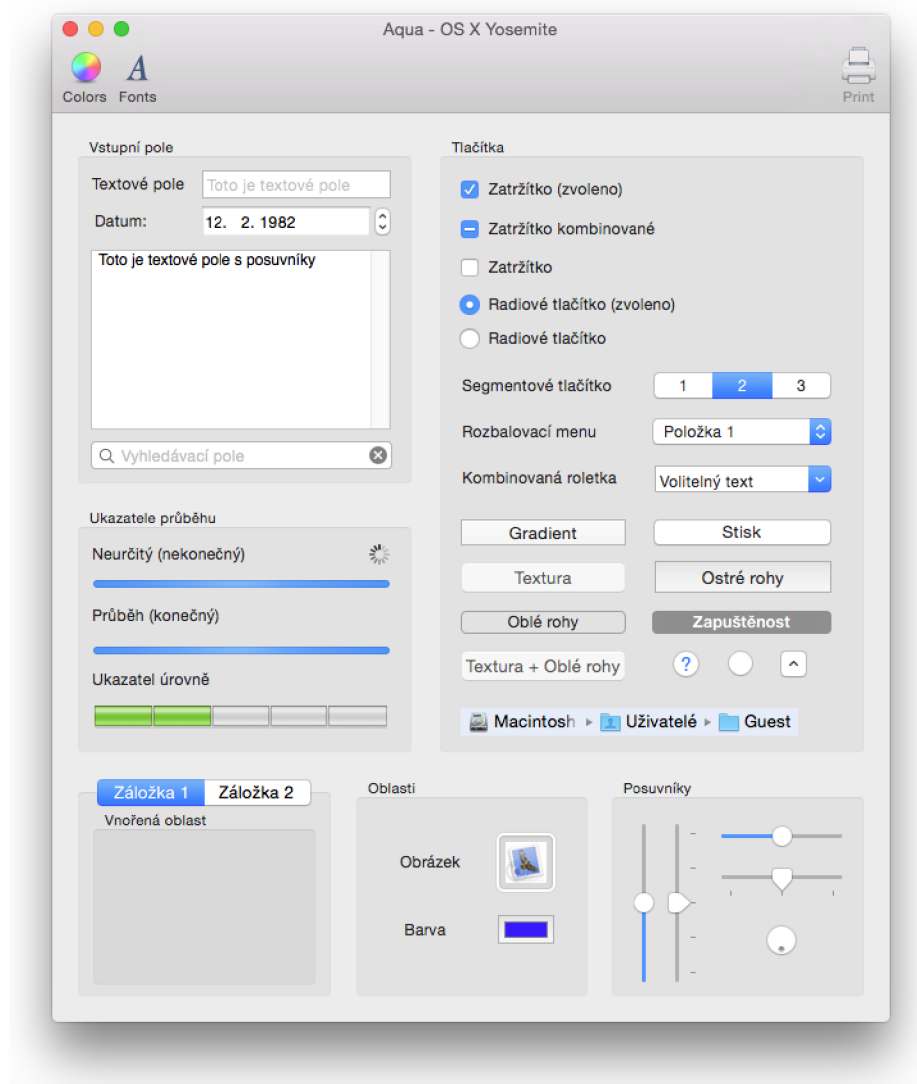 Aqua - OS X Yosemite
Colors Fonts
Print
Vstupní pole
Textové pole Toto je textové pole
Datum: 12. 2. 1982
Toto je textové pole s posuvníky
Vyhledávací pole
Ukazatele průběhu
Neurčitý (nekonečný)
Průběh (konečný)
Ukazatel úrovně
Tlačítka
Zatržítko (zvoleno)
Zatržítko kombinované
Zatržítko
Radiové tlačítko (zvoleno)
Radiové tlačítko
Segmentové tlačítko 1 2 3
Rozbalovací menu Položka 1
Kombinovaná roletka Volitelný text
Gradient Stisk
Textura Ostré rohy
Oblé rohy Zapuštěnost
Textura + Oblé rohy ?
Macintosh Uživatelé Guest
Záložka 1 Záložka 2
Vnořená oblast
Oblasti
Obrázek
Barva
Posuvníky